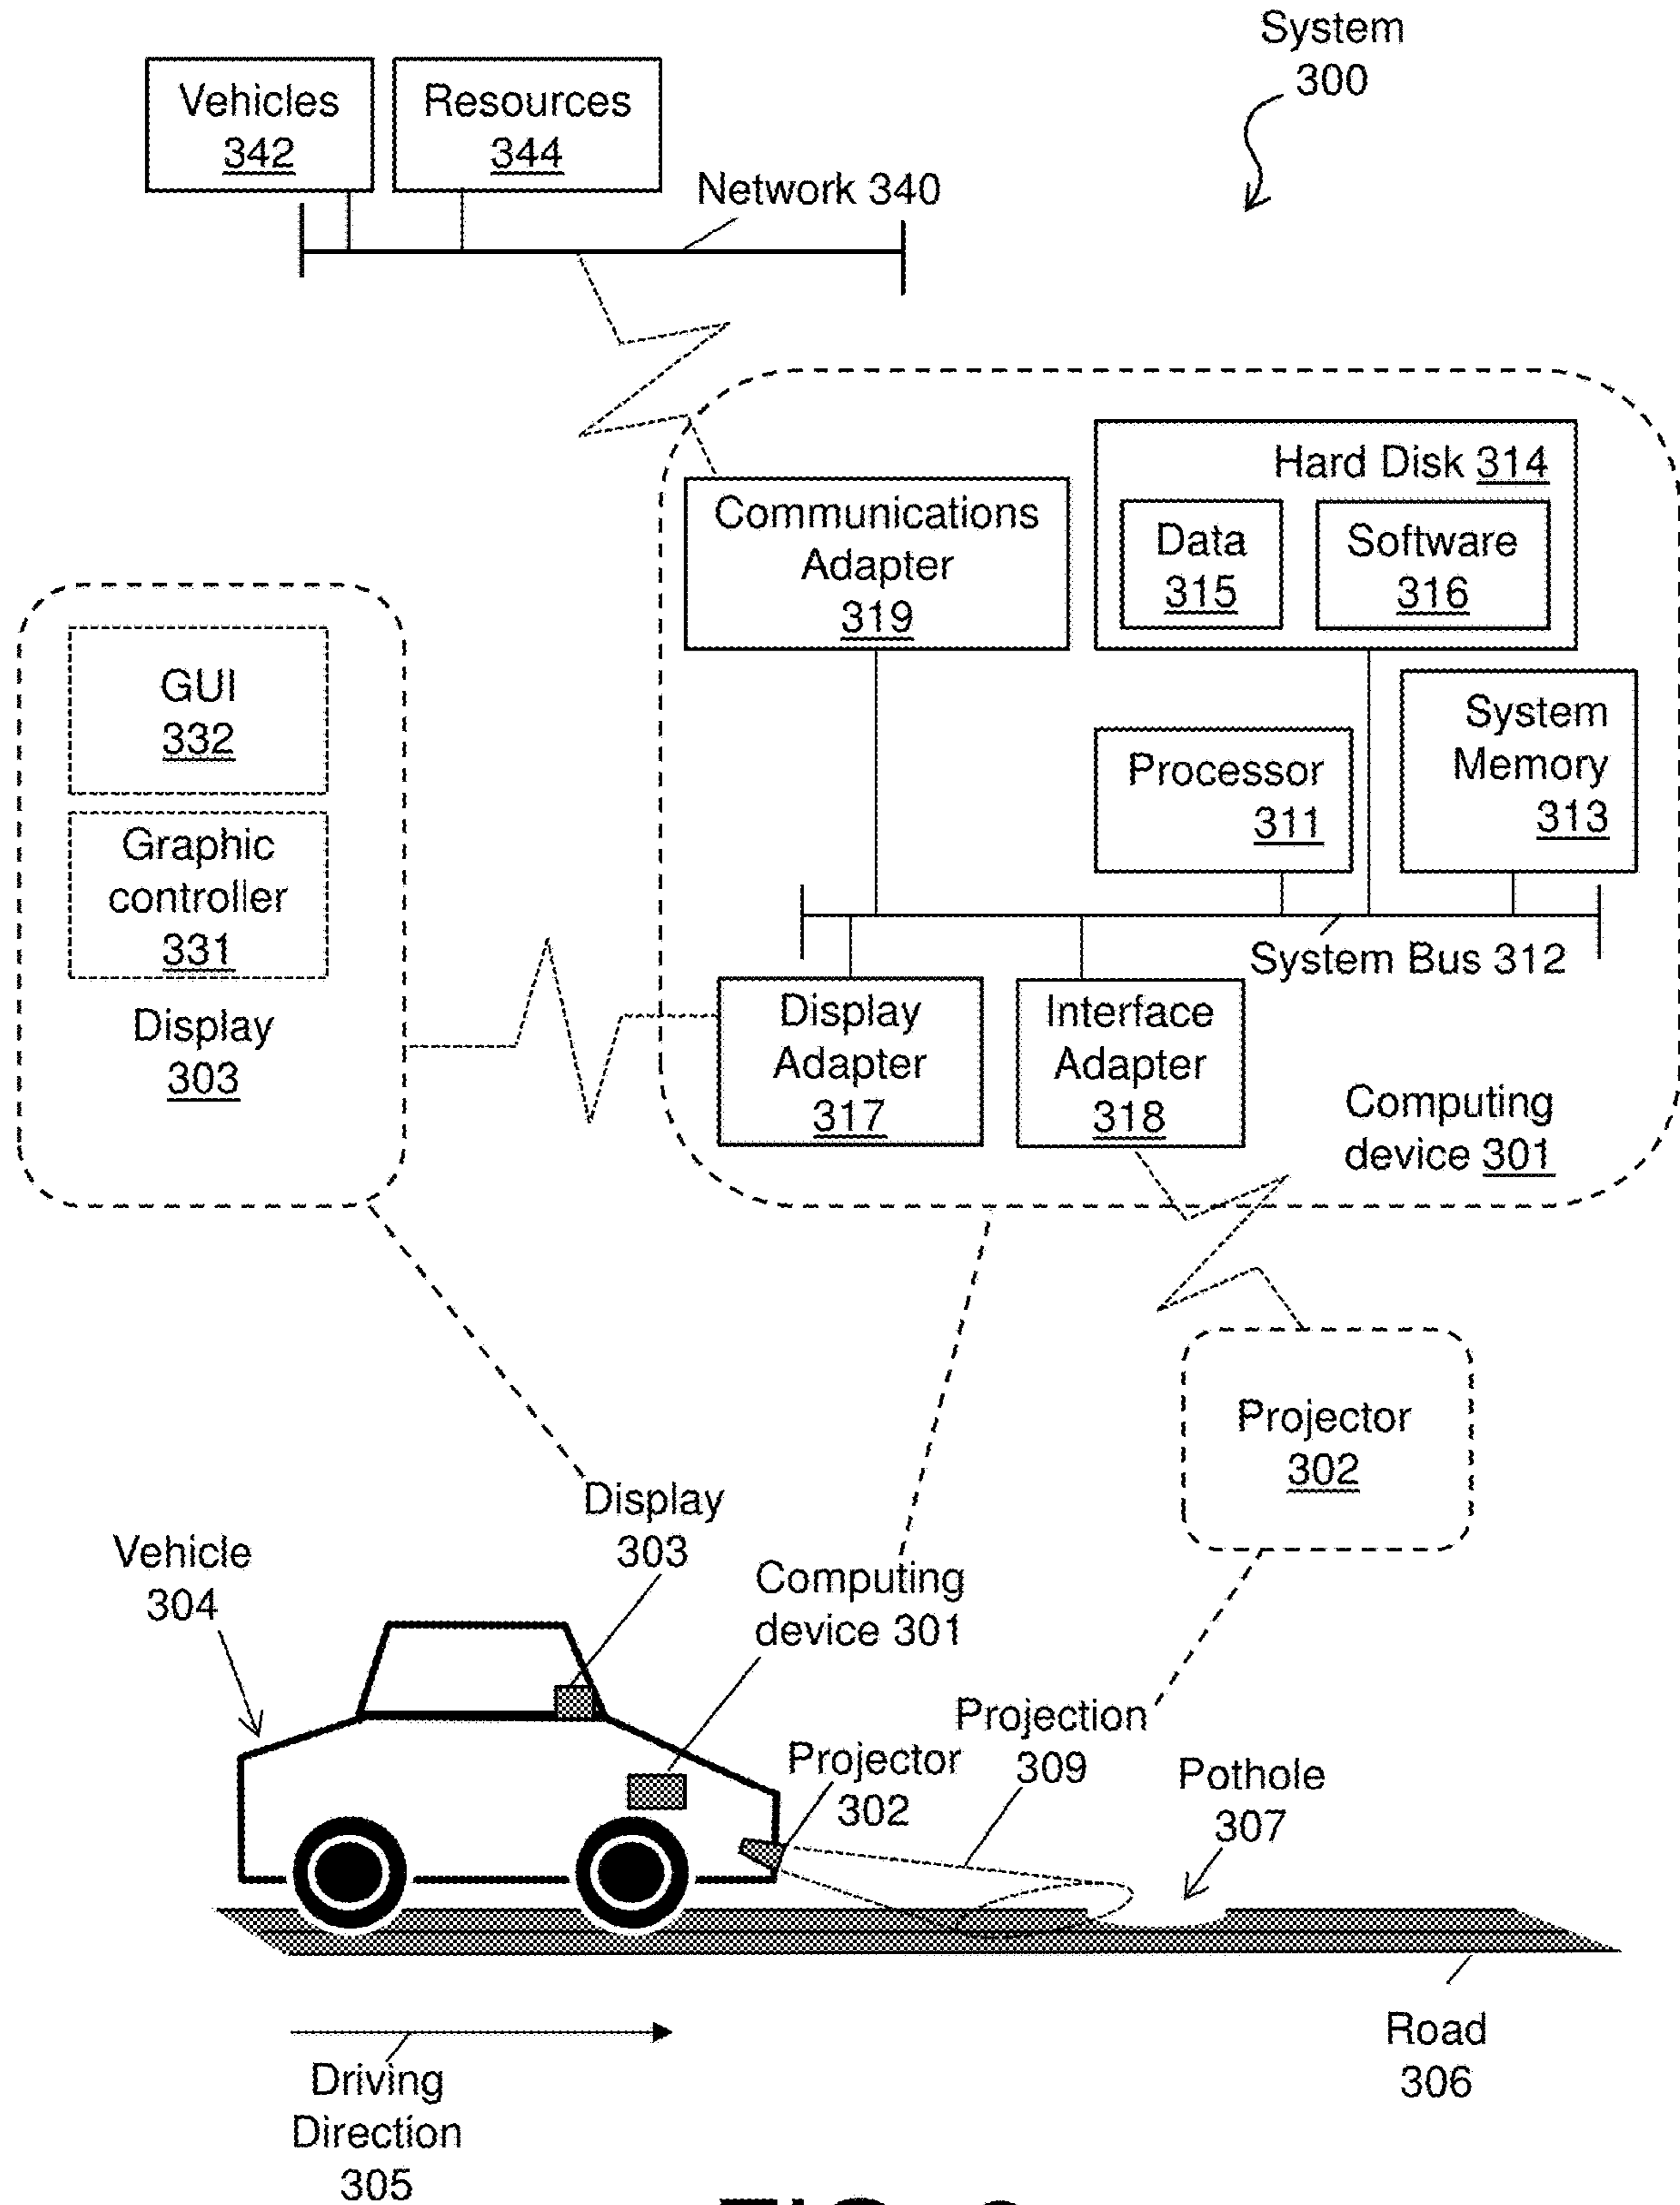 System
300
Vehicles
342
Resources
344
Network 340
Hard Disk 314
Data
315
Software
316
Communications
Adapter
319
GUI
332
Graphic
controller
331
Display
303
System
Memory
313
Processor
311
System Bus 312
Display
Adapter
317
Interface
Adapter
318
Computing
device 301
Projector
302
Display
303
Vehicle
304
Computing
device 301
Projection
309
Projector
302
Pothole
307
Road
306
Driving
Direction
305